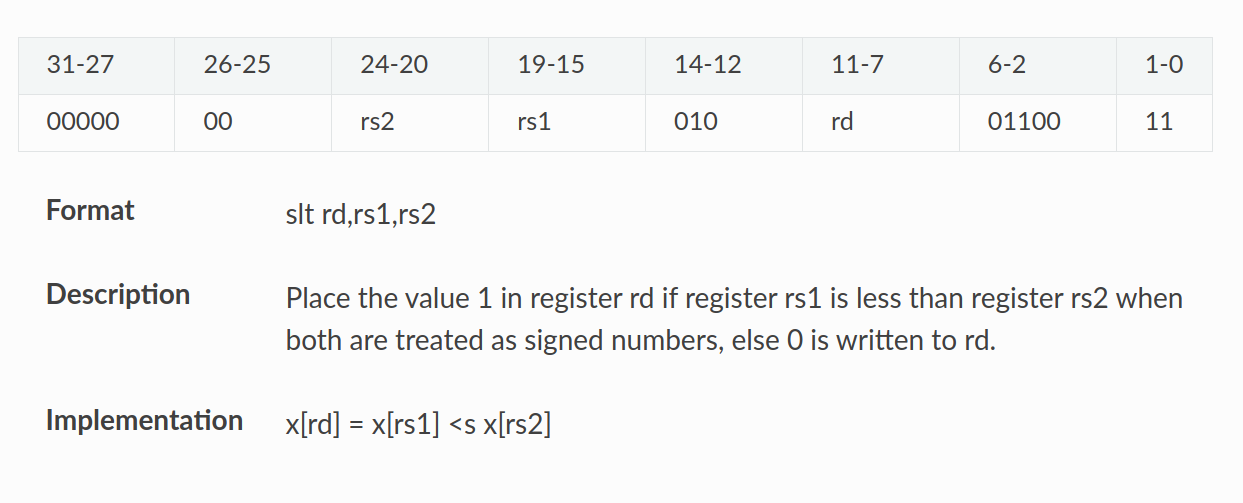 31-27 26-25 24-20 19-15 14-12 11-7 6-2 1-0
00000 00 rs2 rs1 010 rd 01100 11
Format slt rd,rs1,rs2
Description Place the value 1 in register rd if register rs1 is less than register rs2 when
both are treated as signed numbers, else 0 is written to rd.
Implementation x[rd] = x[rs1] <s x[rs2]